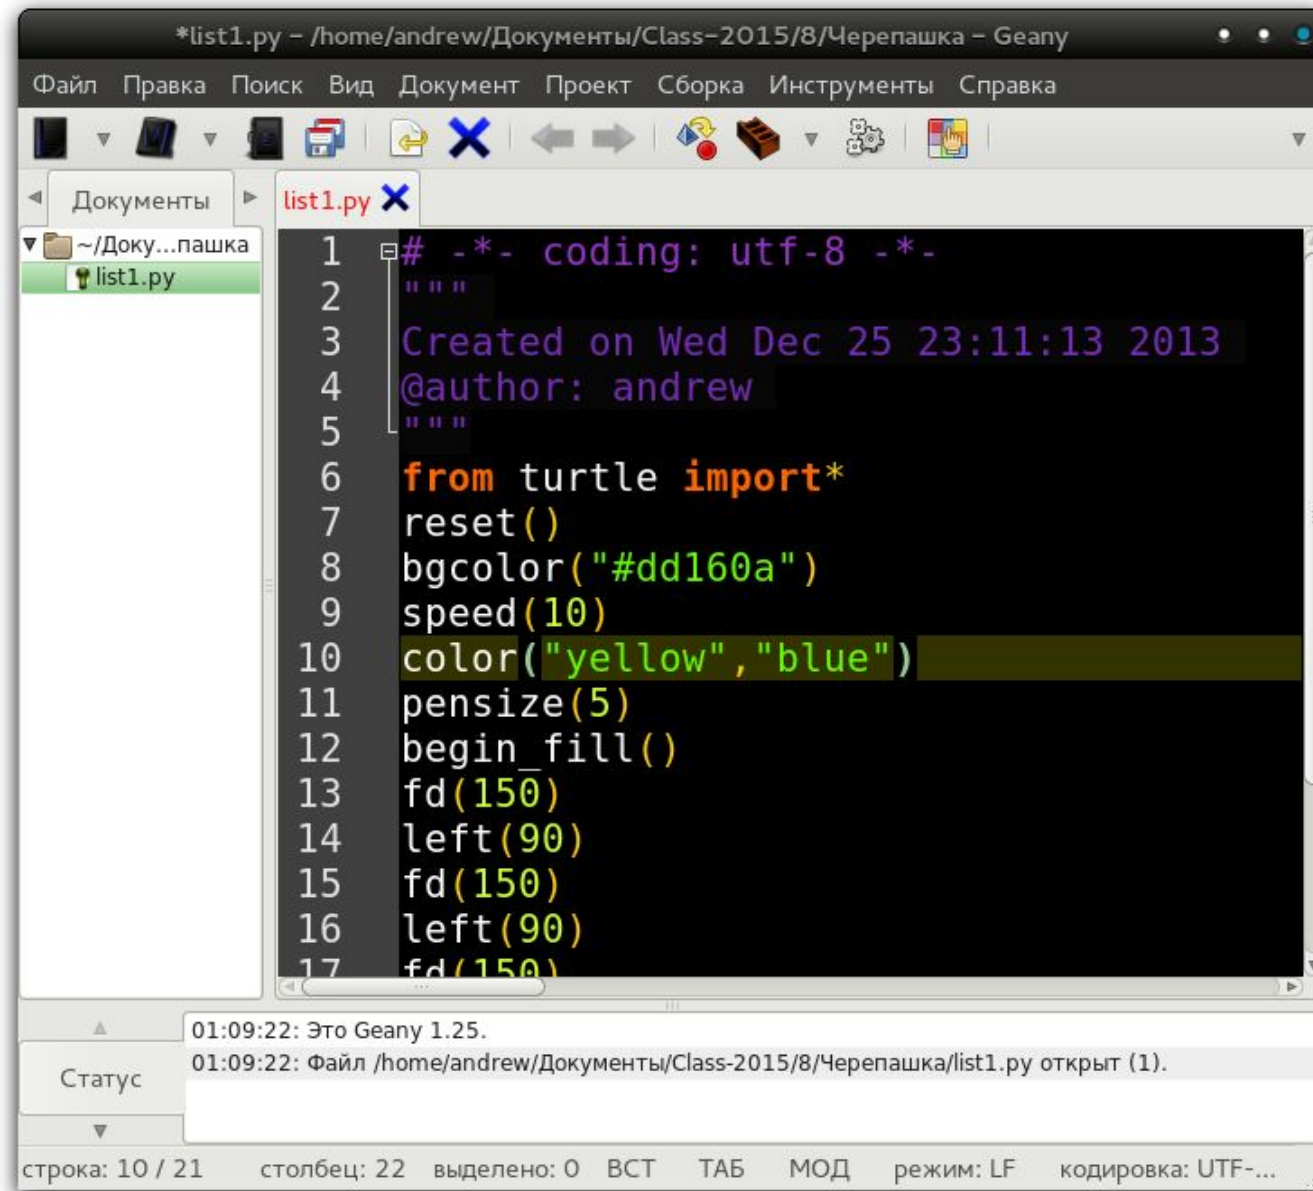 *list1.py – /home/andrew/Документы/Class-2015/8/Черепашка – Geany
Файл Правка Поиск Вид Документ Проект Сборка Инструменты Справка
Документы
list1.py
~/Доку...пашка
list1.py
1 # -*- coding: utf-8 -*-
2 """
3 Created on Wed Dec 25 23:11:13 2013
4 @author: andrew
5 """
6 from turtle import*
7 reset()
8 bgcolor("#dd160a")
9 speed(10)
10 color("yellow","blue")
11 pensize(5)
12 begin_fill()
13 fd(150)
14 left(90)
15 fd(150)
16 left(90)
17 fd(150)
Статус
01:09:22: Это Geany 1.25.
01:09:22: Файл /home/andrew/Документы/Class-2015/8/Черепашка/list1.py открыт (1).
строка: 10 / 21 столбец: 22 выделено: 0 ВСТ ТАБ МОД режим: LF кодировка: UTF-...